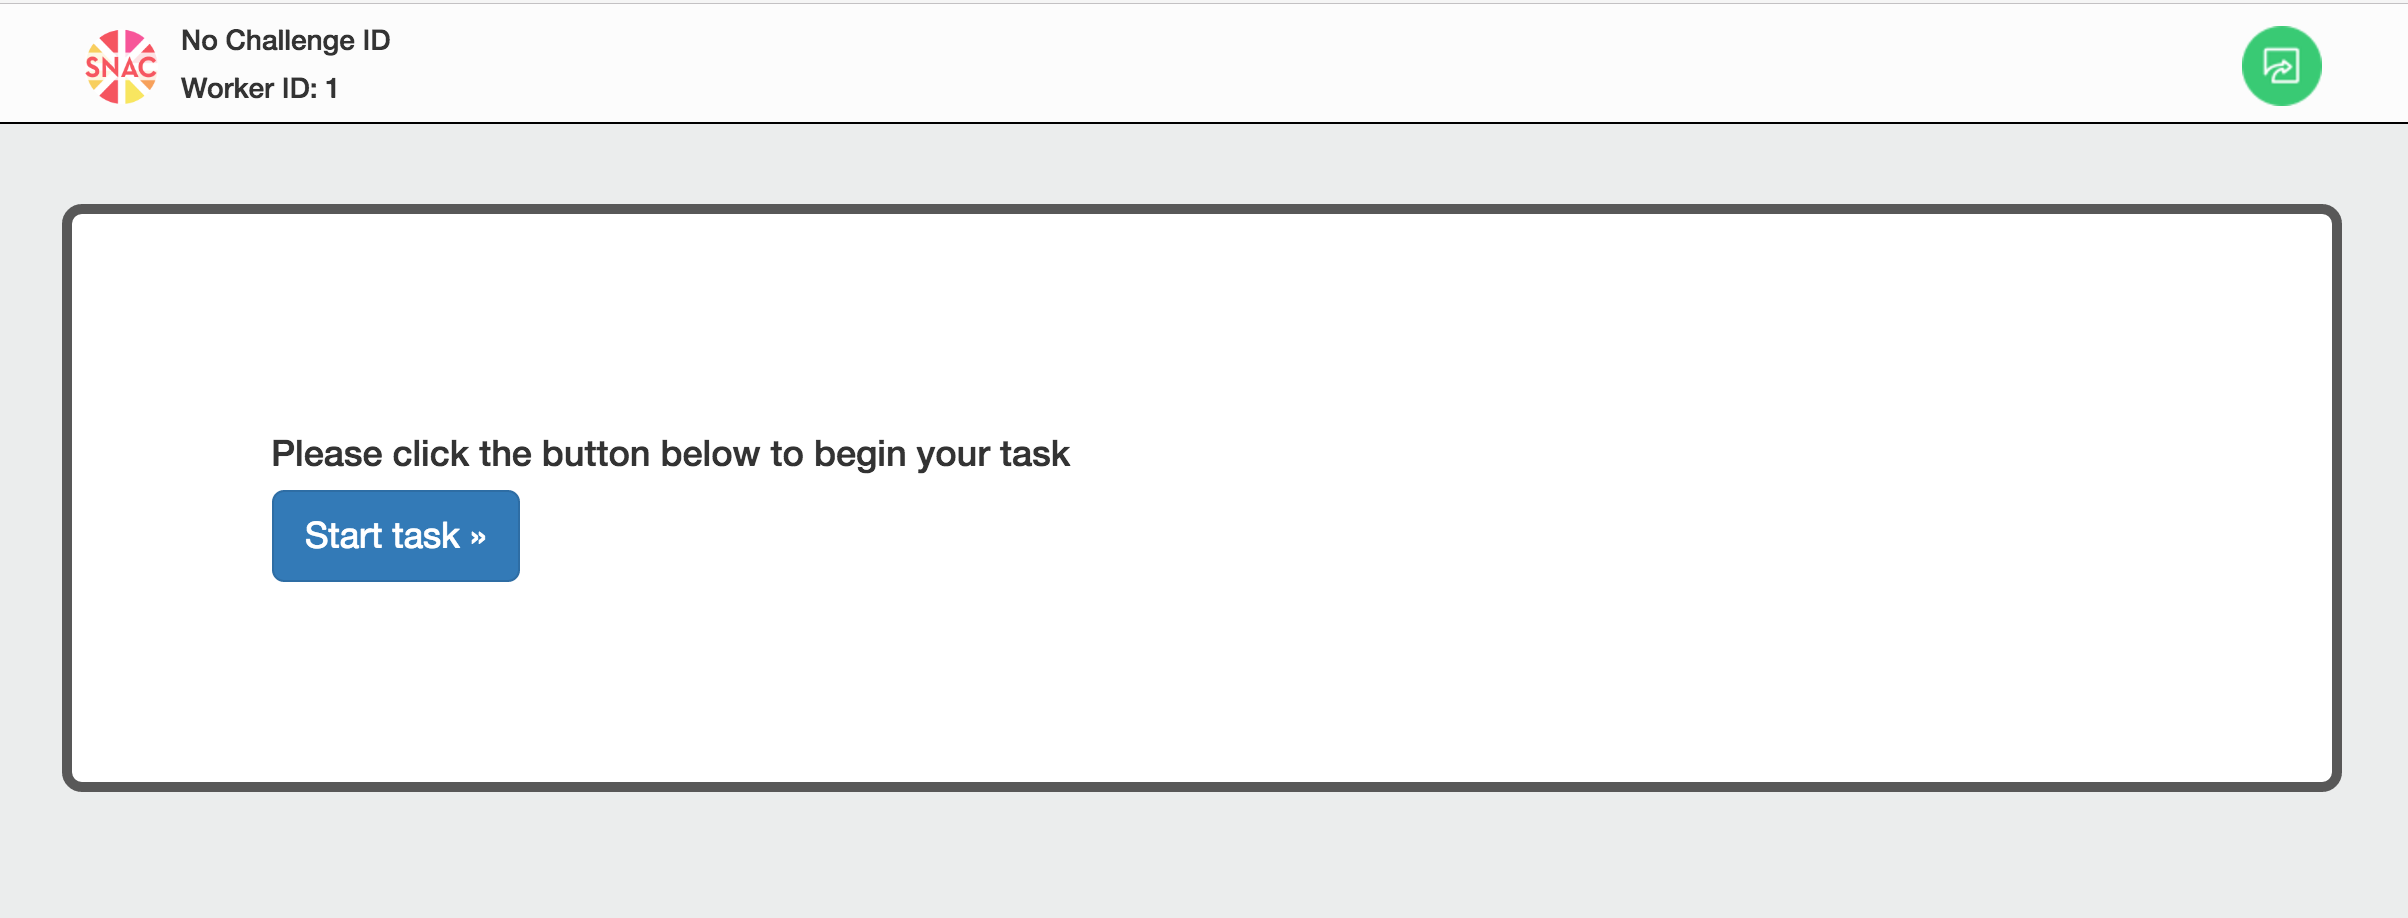 SNAC
No Challenge ID
Worker ID: 1
Please click the button below to begin your task
Start task »